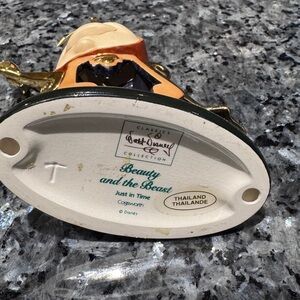 CLASSICS
Walt Disney
COLLECTION
Beauty
and the Beast
Just in Time
Cogsworth
© Disney
THAILAND
THAILANDE
T